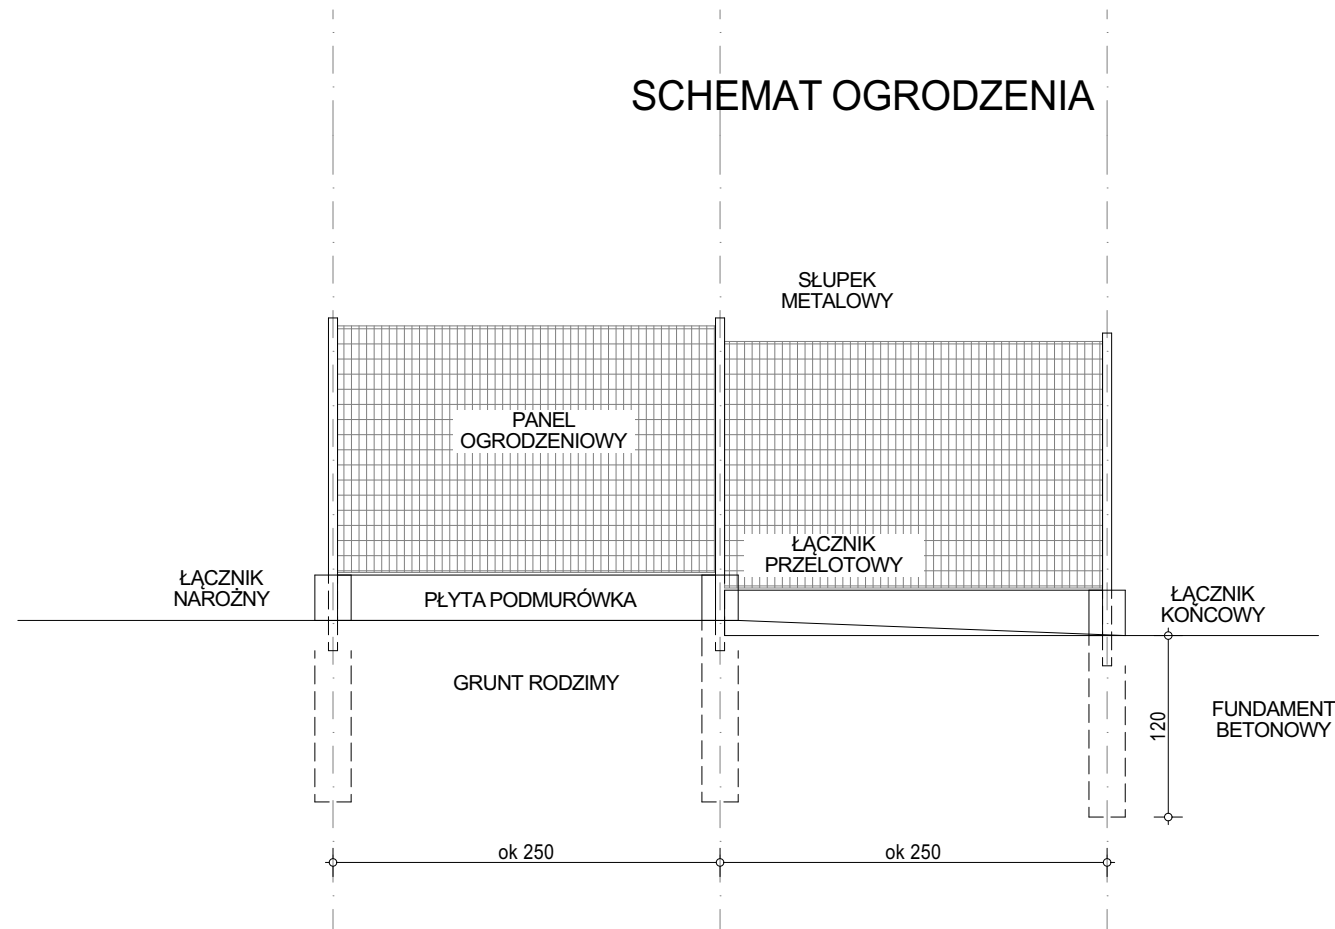 SCHEMAT OGRODZENIA
SŁUPEK
METALOWY
PANEL
OGRODZENIOWY
ŁĄCZNIK
PRZELOTOWY
ŁĄCZNIK
NAROŻNY
PŁYTA PODMURÓWKA
ŁĄCZNIK
KOŃCOWY
GRUNT RODZIMY
120
FUNDAMENT
BETONOWY
ok 250
ok 250